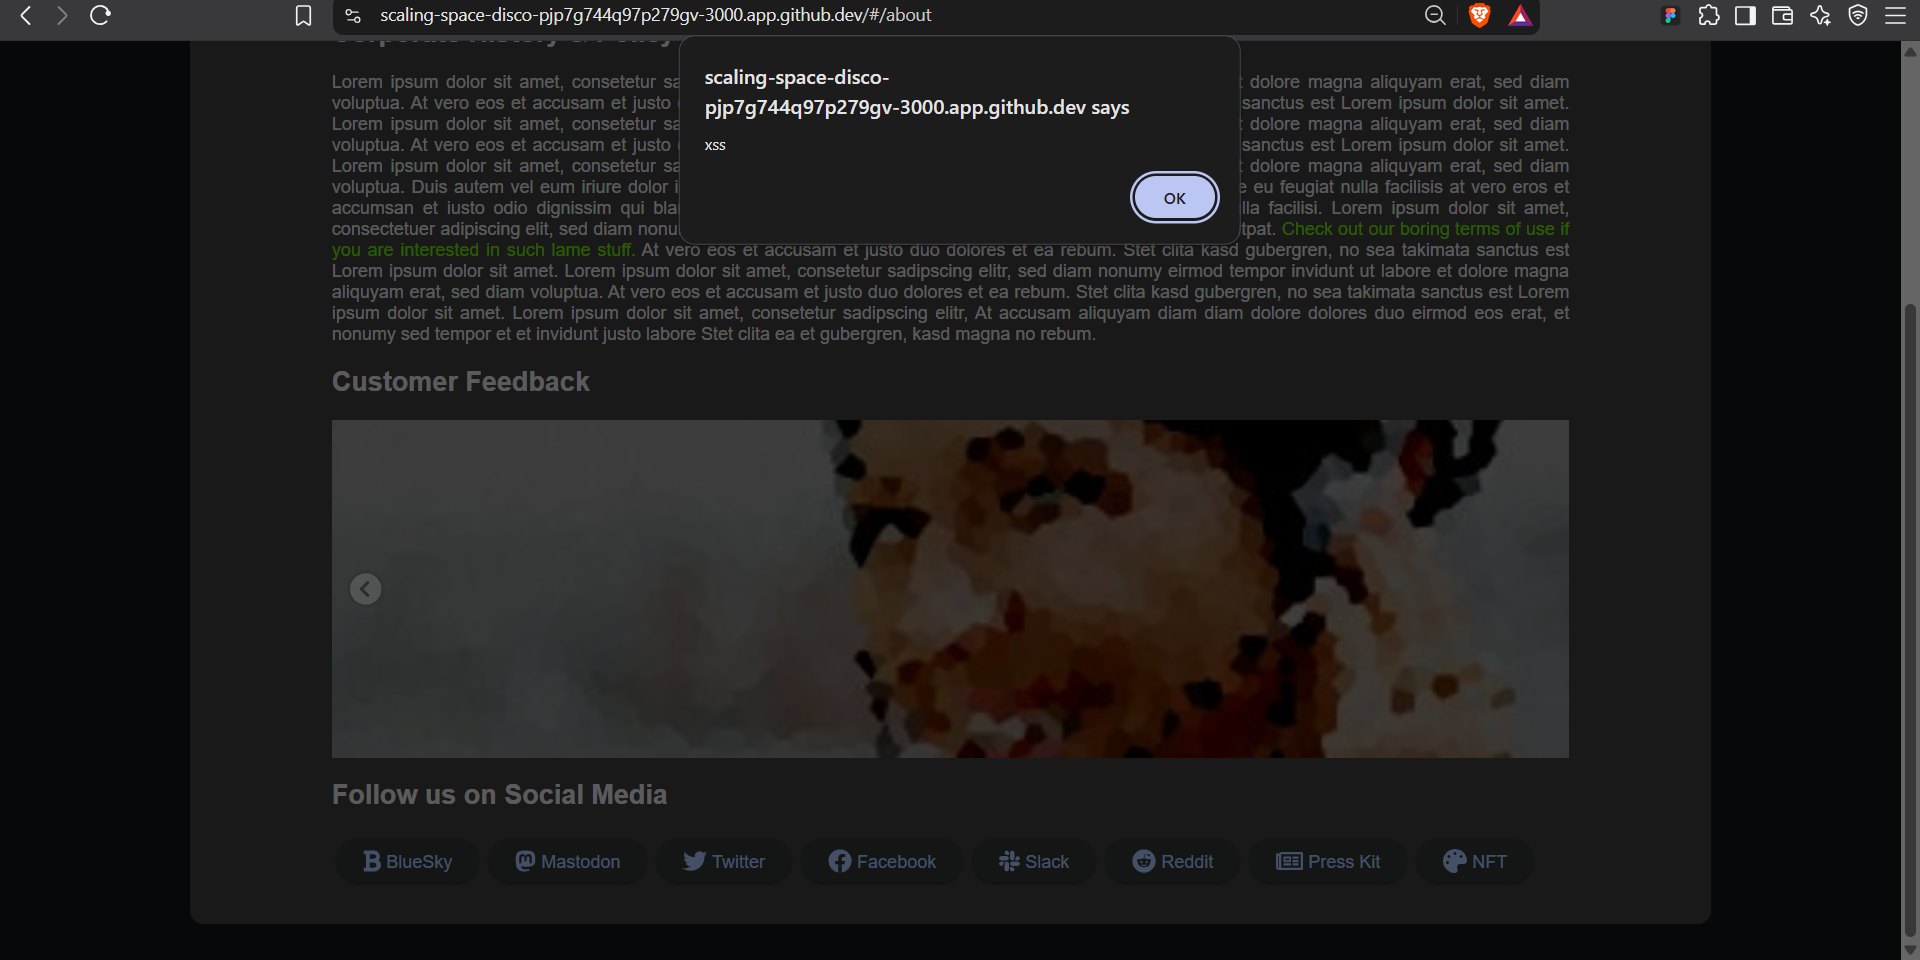 scaling-space-disco-pjp7g744q97p279gv-3000.app.github.dev/#/about
scaling-space-disco-
pjp7g744q97p279gv-3000.app.github.dev says
xss
OK
Lorem ipsum dolor sit amet, consetetur dolore magna aliquyam erat, sed diam
voluptua. At vero eos et accusam et justo sanctus est Lorem ipsum dolor sit amet.
Lorem ipsum dolor sit amet, consetetur dolore magna aliquyam erat, sed diam
voluptua. At vero eos et accusam et justo sanctus est Lorem ipsum dolor sit amet.
Lorem ipsum dolor sit amet, consetetur dolore magna aliquyam erat, sed diam
voluptua. Duis autem vel eum iriure dolor eu feugiat nulla facilisis at vero eros et
accumsan et iusto odio dignissim qui facilisi. Lorem ipsum dolor sit amet,
consectetuer adipiscing elit, sed diam Check out our boring terms of use if
you are interested in such lame stuff. At vero eos et accusam et justo duo dolores et ea rebum. Stet clita kasd gubergren, no sea takimata sanctus est
Lorem ipsum dolor sit amet. Lorem ipsum dolor sit amet, consetetur sadipscing elitr, sed diam nonumy eirmod tempor invidunt ut labore et dolore magna
aliquyam erat, sed diam voluptua. At vero eos et accusam et justo duo dolores et ea rebum. Stet clita kasd gubergren, no sea takimata sanctus est Lorem
ipsum dolor sit amet. Lorem ipsum dolor sit amet, consetetur sadipscing elitr, At accusam aliquyam diam diam dolore dolores duo eirmod eos erat, et
nonumy sed tempor et et invidunt justo labore Stet clita ea et gubergren, kasd magna no rebum.
Customer Feedback
Follow us on Social Media
BlueSky Mastodon Twitter Facebook Slack Reddit Press Kit NFT